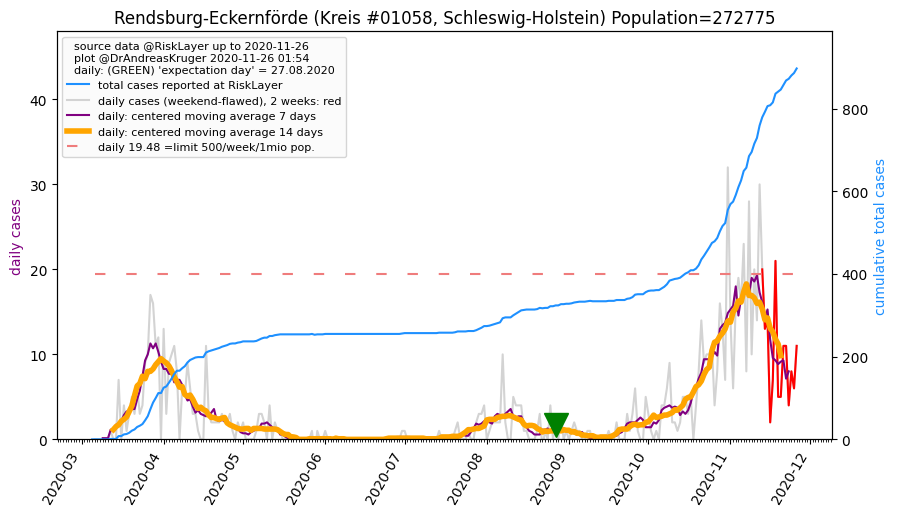 Rendsburg-Eckernförde (Kreis #01058, Schleswig-Holstein) Population=272775
source data @RiskLayer up to 2020-11-26
plot @DrAndreasKruger 2020-11-26 01:54
daily: (GREEN) 'expectation day' = 27.08.2020
total cases reported at RiskLayer
daily cases (weekend-flawed), 2 weeks: red
daily: centered moving average 7 days
daily: centered moving average 14 days
daily 19.48 =limit 500/week/1mio pop.
daily cases
40
30
20
10
0
cumulative total cases
800
600
400
200
0
2020-03
2020-04
2020-05
2020-06
2020-07
2020-08
2020-09
2020-10
2020-11
2020-12